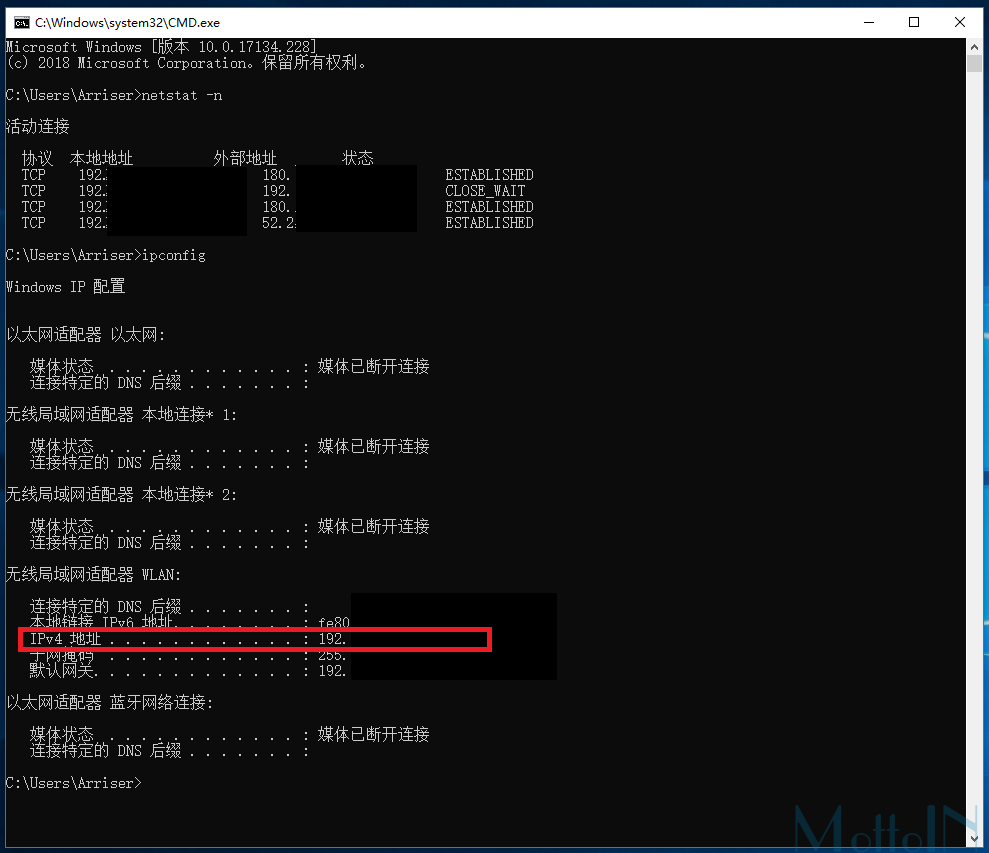 C:\Windows\system32\CMD.exe
Microsoft Windows [版本 10.0.17134.228]
(c) 2018 Microsoft Corporation。保留所有权利。
C:\Users\Arriser>netstat -n
活动连接
协议 本地地址 外部地址 状态
TCP 192. 180. ESTABLISHED
TCP 192. 192. CLOSE_WAIT
TCP 192. 180. ESTABLISHED
TCP 192. 52.2 ESTABLISHED
C:\Users\Arriser>ipconfig
Windows IP 配置
以太网适配器 以太网:
媒体状态 . . . . . . . . . . . . : 媒体已断开连接
连接特定的 DNS 后缀 . . . . . . . :
无线局域网适配器 本地连接* 1:
媒体状态 . . . . . . . . . . . . : 媒体已断开连接
连接特定的 DNS 后缀 . . . . . . . :
无线局域网适配器 本地连接* 2:
媒体状态 . . . . . . . . . . . . : 媒体已断开连接
连接特定的 DNS 后缀 . . . . . . . :
无线局域网适配器 WLAN:
连接特定的 DNS 后缀 . . . . . . . :
本地链接 IPv6 地址. . . . . . . . : fe80
IPv4 地址 . . . . . . . . . . . . : 192.
子网掩码 . . . . . . . . . . . . : 255.
默认网关. . . . . . . . . . . . . : 192.
以太网适配器 蓝牙网络连接:
媒体状态 . . . . . . . . . . . . : 媒体已断开连接
连接特定的 DNS 后缀 . . . . . . . :
C:\Users\Arriser>
MottoIN